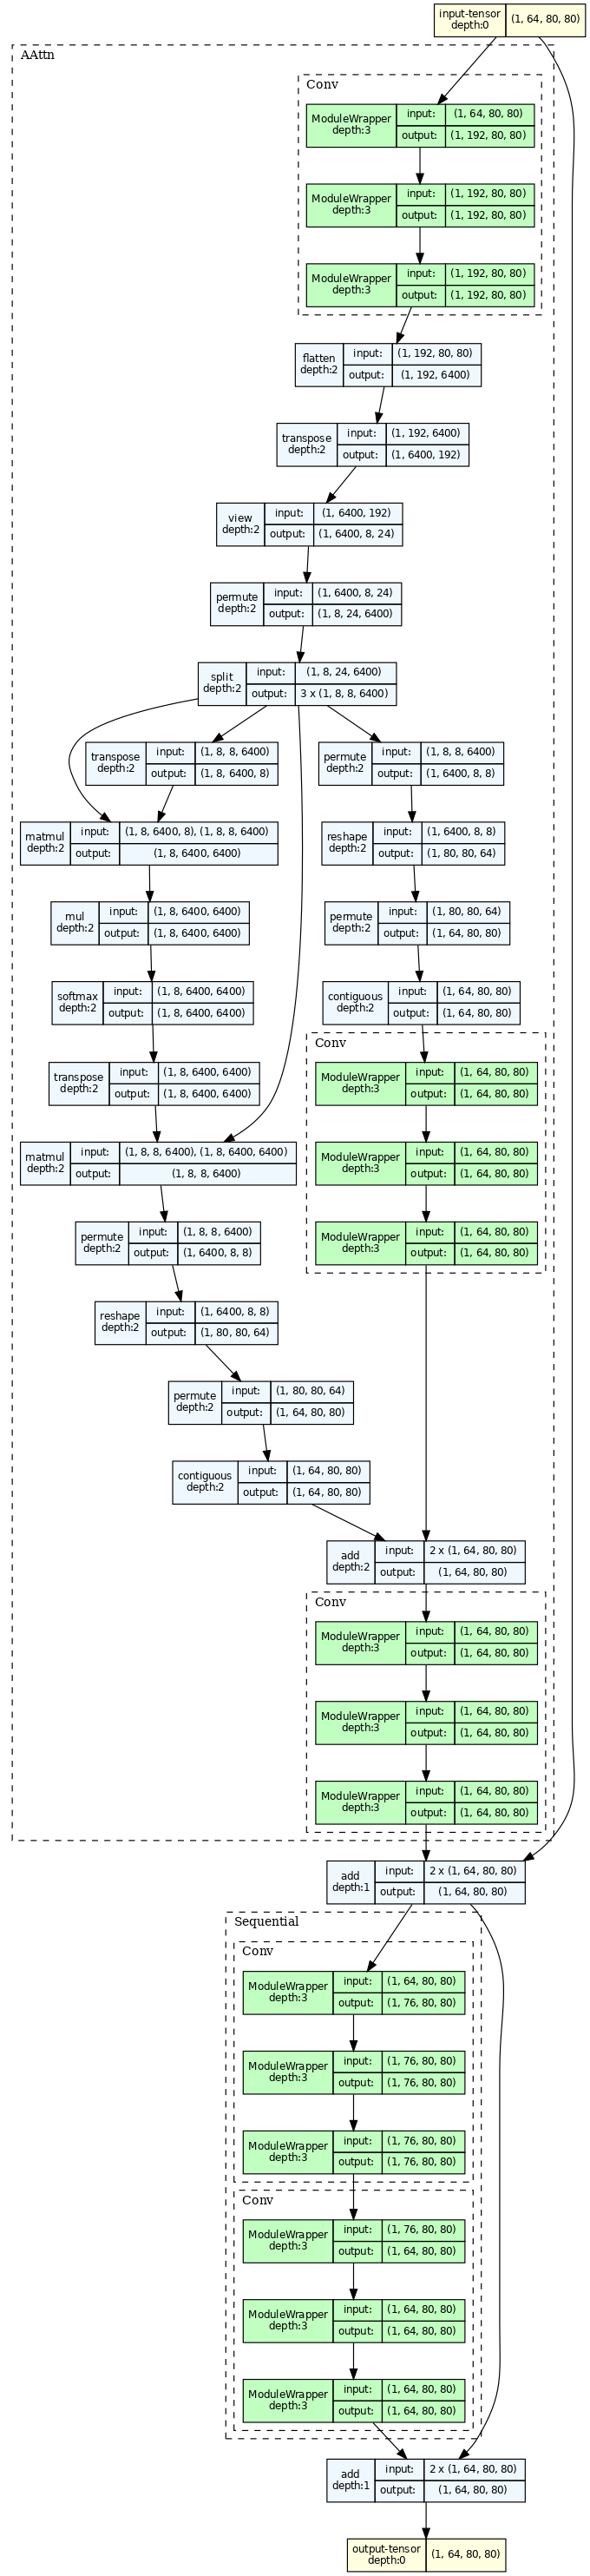 input-tensor
depth:0
(1, 64, 80, 80)
AAttn
Conv
ModuleWrapper
depth:3
input:
(1, 64, 80, 80)
output:
(1, 192, 80, 80)
ModuleWrapper
depth:3
input:
(1, 192, 80, 80)
output:
(1, 192, 80, 80)
ModuleWrapper
depth:3
input:
(1, 192, 80, 80)
output:
(1, 192, 80, 80)
flatten
depth:2
input:
(1, 192, 80, 80)
output:
(1, 192, 6400)
transpose
depth:2
input:
(1, 192, 6400)
output:
(1, 6400, 192)
view
depth:2
input:
(1, 6400, 192)
output:
(1, 6400, 8, 24)
permute
depth:2
input:
(1, 6400, 8, 24)
output:
(1, 8, 24, 6400)
split
depth:2
input:
(1, 8, 24, 6400)
output:
3 x (1, 8, 8, 6400)
transpose
depth:2
input:
(1, 8, 8, 6400)
output:
(1, 8, 6400, 8)
permute
depth:2
input:
(1, 8, 8, 6400)
output:
(1, 6400, 8, 8)
matmul
depth:2
input:
(1, 8, 6400, 8), (1, 8, 8, 6400)
output:
(1, 8, 6400, 6400)
reshape
depth:2
input:
(1, 6400, 8, 8)
output:
(1, 80, 80, 64)
mul
depth:2
input:
(1, 8, 6400, 6400)
output:
(1, 8, 6400, 6400)
permute
depth:2
input:
(1, 80, 80, 64)
output:
(1, 64, 80, 80)
softmax
depth:2
input:
(1, 8, 6400, 6400)
output:
(1, 8, 6400, 6400)
contiguous
depth:2
input:
(1, 64, 80, 80)
output:
(1, 64, 80, 80)
Conv
transpose
depth:2
input:
(1, 8, 6400, 6400)
output:
(1, 8, 6400, 6400)
ModuleWrapper
depth:3
input:
(1, 64, 80, 80)
output:
(1, 64, 80, 80)
matmul
depth:2
input:
(1, 8, 8, 6400), (1, 8, 6400, 6400)
output:
(1, 8, 8, 6400)
ModuleWrapper
depth:3
input:
(1, 64, 80, 80)
output:
(1, 64, 80, 80)
permute
depth:2
input:
(1, 8, 8, 6400)
output:
(1, 6400, 8, 8)
ModuleWrapper
depth:3
input:
(1, 64, 80, 80)
output:
(1, 64, 80, 80)
reshape
depth:2
input:
(1, 6400, 8, 8)
output:
(1, 80, 80, 64)
permute
depth:2
input:
(1, 80, 80, 64)
output:
(1, 64, 80, 80)
contiguous
depth:2
input:
(1, 64, 80, 80)
output:
(1, 64, 80, 80)
add
depth:2
input:
2 x (1, 64, 80, 80)
output:
(1, 64, 80, 80)
Conv
ModuleWrapper
depth:3
input:
(1, 64, 80, 80)
output:
(1, 64, 80, 80)
ModuleWrapper
depth:3
input:
(1, 64, 80, 80)
output:
(1, 64, 80, 80)
ModuleWrapper
depth:3
input:
(1, 64, 80, 80)
output:
(1, 64, 80, 80)
add
depth:1
input:
2 x (1, 64, 80, 80)
output:
(1, 64, 80, 80)
Sequential
Conv
ModuleWrapper
depth:3
input:
(1, 64, 80, 80)
output:
(1, 76, 80, 80)
ModuleWrapper
depth:3
input:
(1, 76, 80, 80)
output:
(1, 76, 80, 80)
ModuleWrapper
depth:3
input:
(1, 76, 80, 80)
output:
(1, 76, 80, 80)
Conv
ModuleWrapper
depth:3
input:
(1, 76, 80, 80)
output:
(1, 64, 80, 80)
ModuleWrapper
depth:3
input:
(1, 64, 80, 80)
output:
(1, 64, 80, 80)
ModuleWrapper
depth:3
input:
(1, 64, 80, 80)
output:
(1, 64, 80, 80)
add
depth:1
input:
2 x (1, 64, 80, 80)
output:
(1, 64, 80, 80)
output-tensor
depth:0
(1, 64, 80, 80)